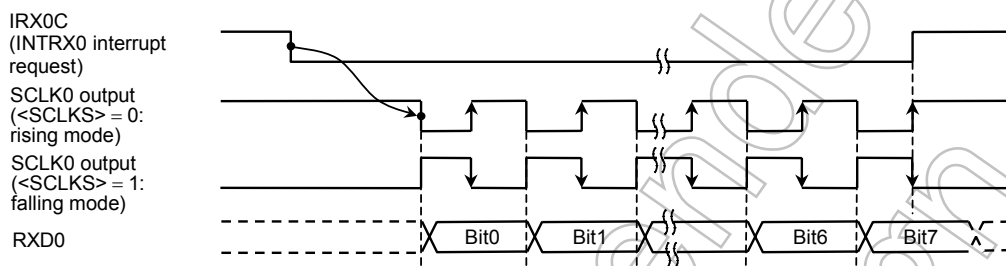 IRX0C
(INTRX0 interrupt
request)
SCLK0 output
(<SCLKS> = 0:
rising mode)
SCLK0 output
(<SCLKS> = 1:
falling mode)
RXD0
Bit0
Bit1
Bit6
Bit7